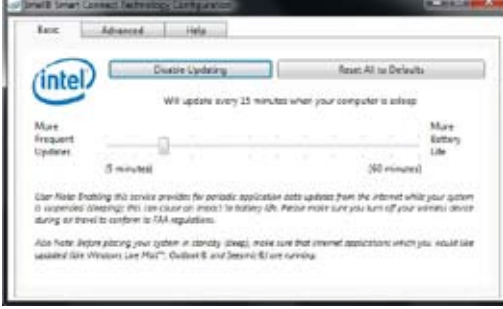 Intel® Smart Connect Technology Configuration
Basic Advanced Help
intel
Disable Updating Reset All to Defaults
Will update every 15 minutes when your computer is asleep
More More
Frequent Battery
Updates Life
(5 minutes) (60 minutes)
User Note: Enabling this service provides for periodic application data updates from the internet while your system
is suspended (sleeping); this can cause an impact to battery life. Please make sure you turn off your wireless device
during air travel to conform to FAA regulations.
Also Note: Before placing your system in standby (sleep), make sure that internet applications which you would like
updated (like Windows Live Mail™, Outlook® and Seesmic®) are running.